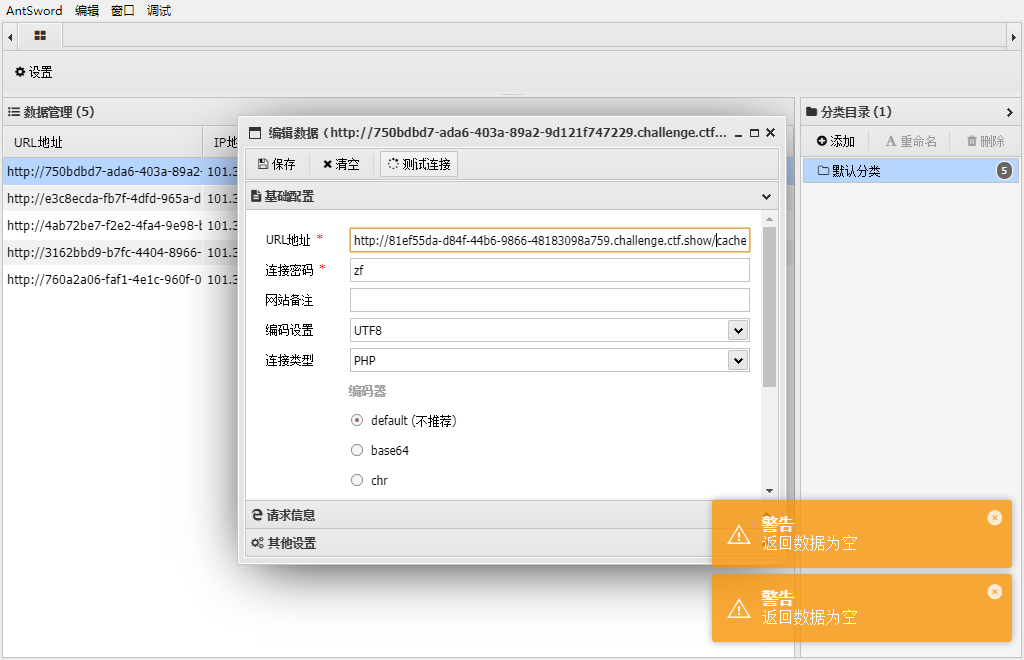 AntSword 编辑 窗口 调试
设置
数据管理 (5)
分类目录 (1)
URL地址 IP地
添加 重命名 删除
http://750bdbd7-ada6-403a-89a2- 101.3
http://e3c8ecda-fb7f-4dfd-965a-d 101.3
http://4ab72be7-f2e2-4fa4-9e98-b 101.3
http://3162bbd9-b7fc-4404-8966- 101.3
http://760a2a06-faf1-4e1c-960f-0 101.3
默认分类 5
编辑数据 (http://750bdbd7-ada6-403a-89a2-9d121f747229.challenge.ctf...
保存 清空 测试连接
基础配置
URL地址 * http://81ef55da-d84f-44b6-9866-48183098a759.challenge.ctf.show/cache
连接密码 * zf
网站备注
编码设置 UTF8
连接类型 PHP
编码器
default (不推荐)
base64
chr
请求信息
其他设置
警告
返回数据为空
警告
返回数据为空